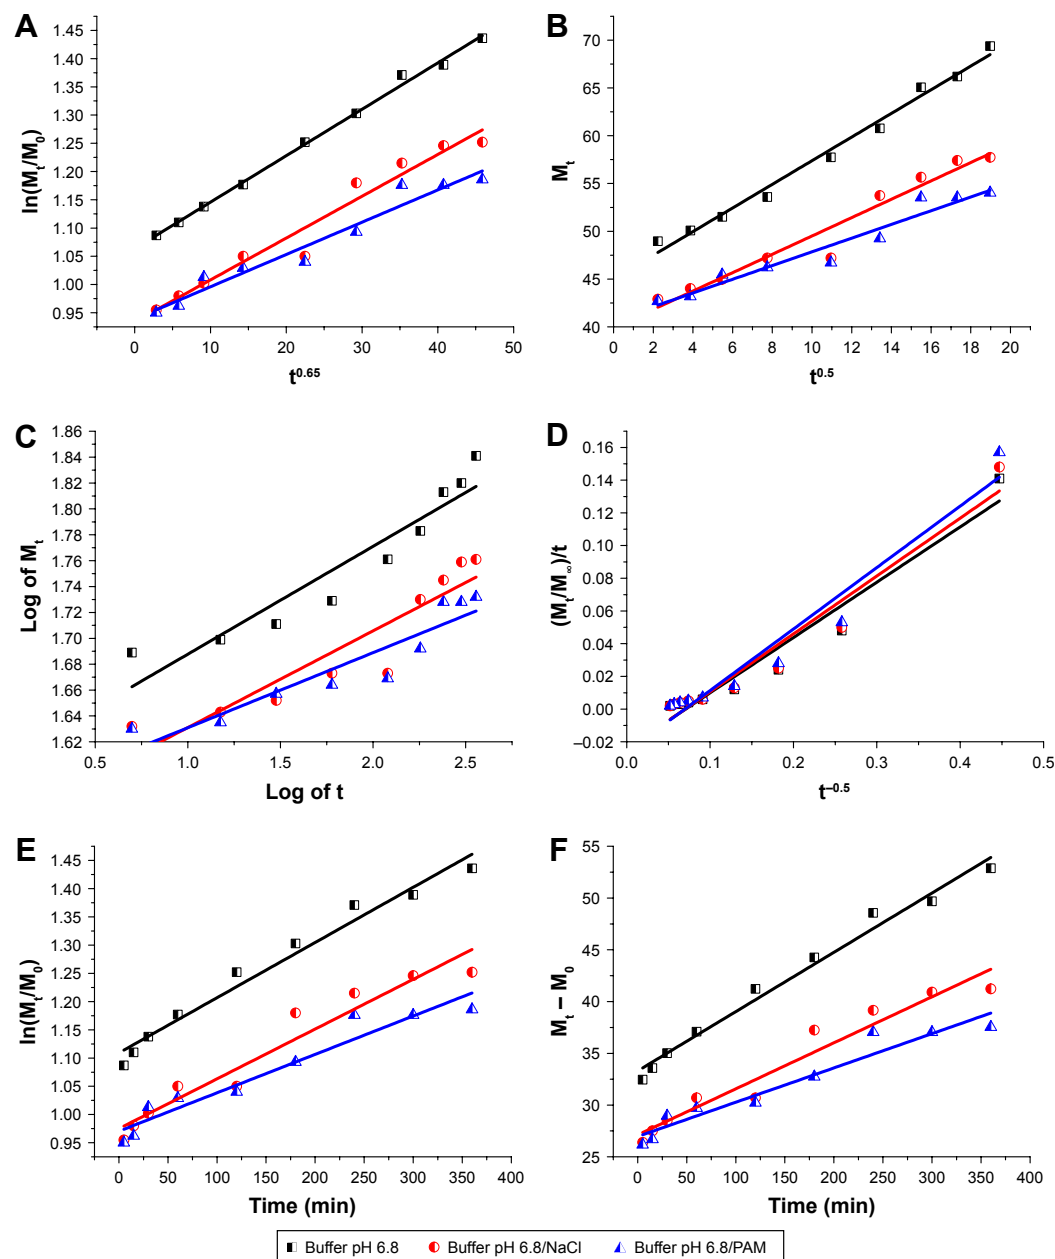 A
ln(Mt/M0)
1.45
1.40
1.35
1.30
1.25
1.20
1.15
1.10
1.05
1.00
0.95
0 10 20 30 40 50
t^0.65
B
Mt
70
65
60
55
50
45
40
0 2 4 6 8 10 12 14 16 18 20
t^0.5
C
Log of Mt
1.86
1.84
1.82
1.80
1.78
1.76
1.74
1.72
1.70
1.68
1.66
1.64
1.62
0.5 1.0 1.5 2.0 2.5
Log of t
D
(Mt/M∞)/t
0.16
0.14
0.12
0.10
0.08
0.06
0.04
0.02
0.00
–0.02
0.0 0.1 0.2 0.3 0.4 0.5
t^–0.5
E
ln(Mt/M0)
1.45
1.40
1.35
1.30
1.25
1.20
1.15
1.10
1.05
1.00
0.95
0 50 100 150 200 250 300 350 400
Time (min)
F
Mt – M0
55
50
45
40
35
30
25
0 50 100 150 200 250 300 350 400
Time (min)
Buffer pH 6.8 Buffer pH 6.8/NaCl Buffer pH 6.8/PAM